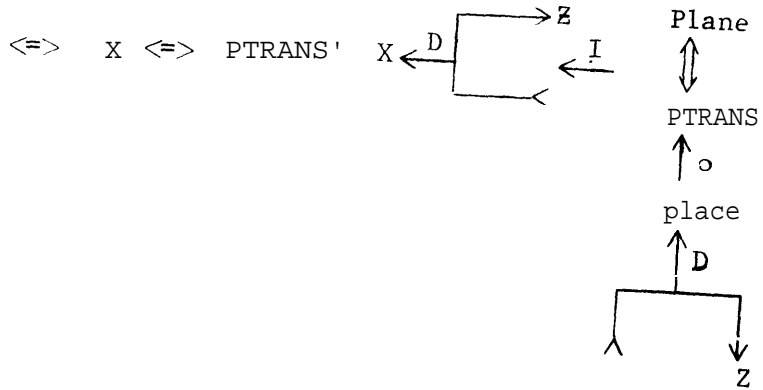 Z
Plane
<=> X <=> PTRANS' X D I
PTRANS
o
place
D
Z